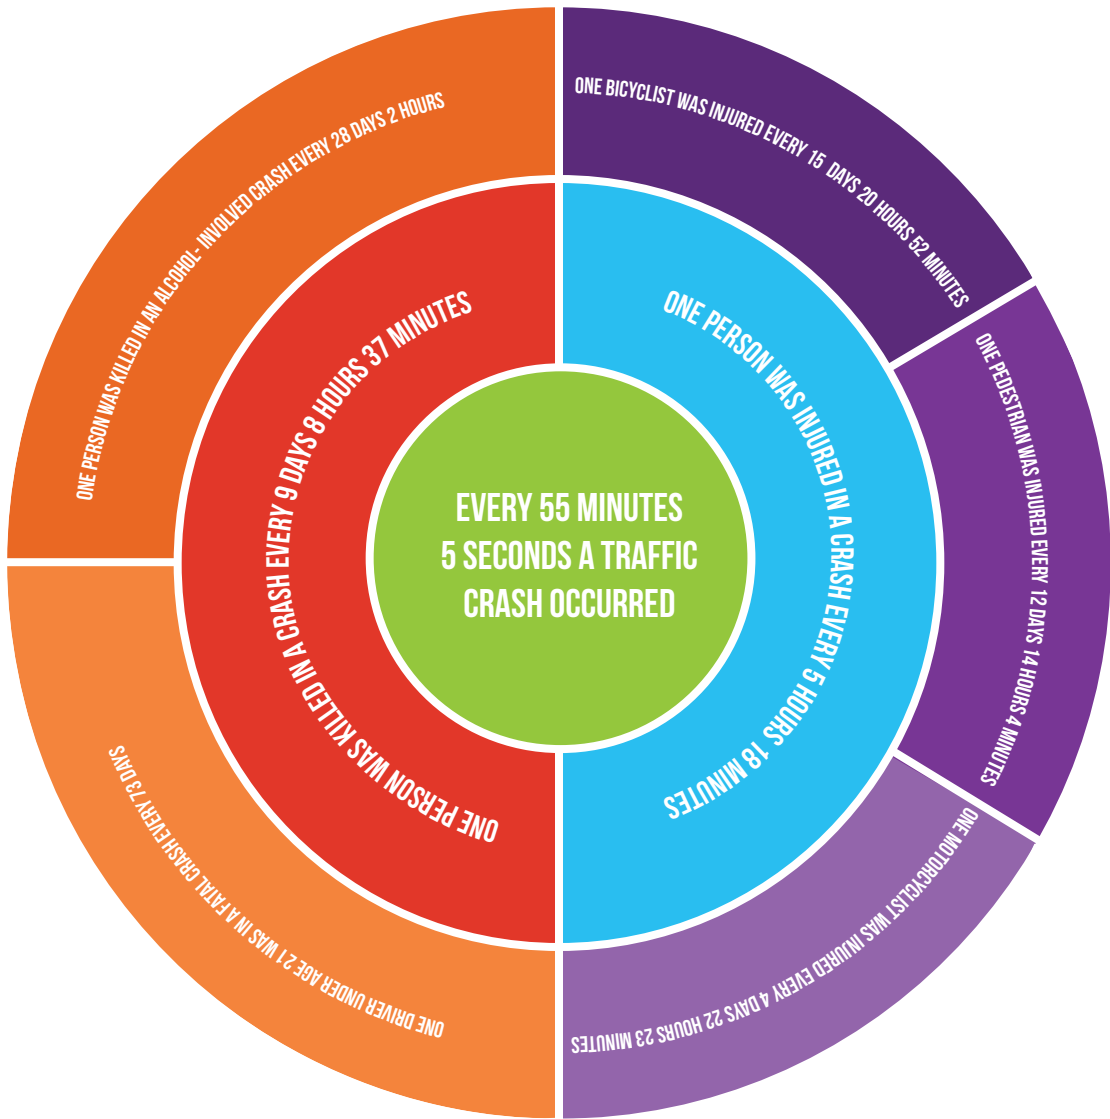 EVERY 55 MINUTES
5 SECONDS A TRAFFIC
CRASH OCCURRED
ONE PERSON WAS KILLED IN A CRASH EVERY 9 DAYS 8 HOURS 37 MINUTES
ONE PERSON WAS INJURED IN A CRASH EVERY 5 HOURS 18 MINUTES
ONE PERSON WAS KILLED IN AN ALCOHOL- INVOLVED CRASH EVERY 28 DAYS 2 HOURS
ONE DRIVER UNDER AGE 21 WAS IN A FATAL CRASH EVERY 73 DAYS
ONE BICYCLIST WAS INJURED EVERY 15 DAYS 20 HOURS 52 MINUTES
ONE PEDESTRIAN WAS INJURED EVERY 12 DAYS 14 HOURS 4 MINUTES
ONE MOTORCYCLIST WAS INJURED EVERY 4 DAYS 22 HOURS 23 MINUTES